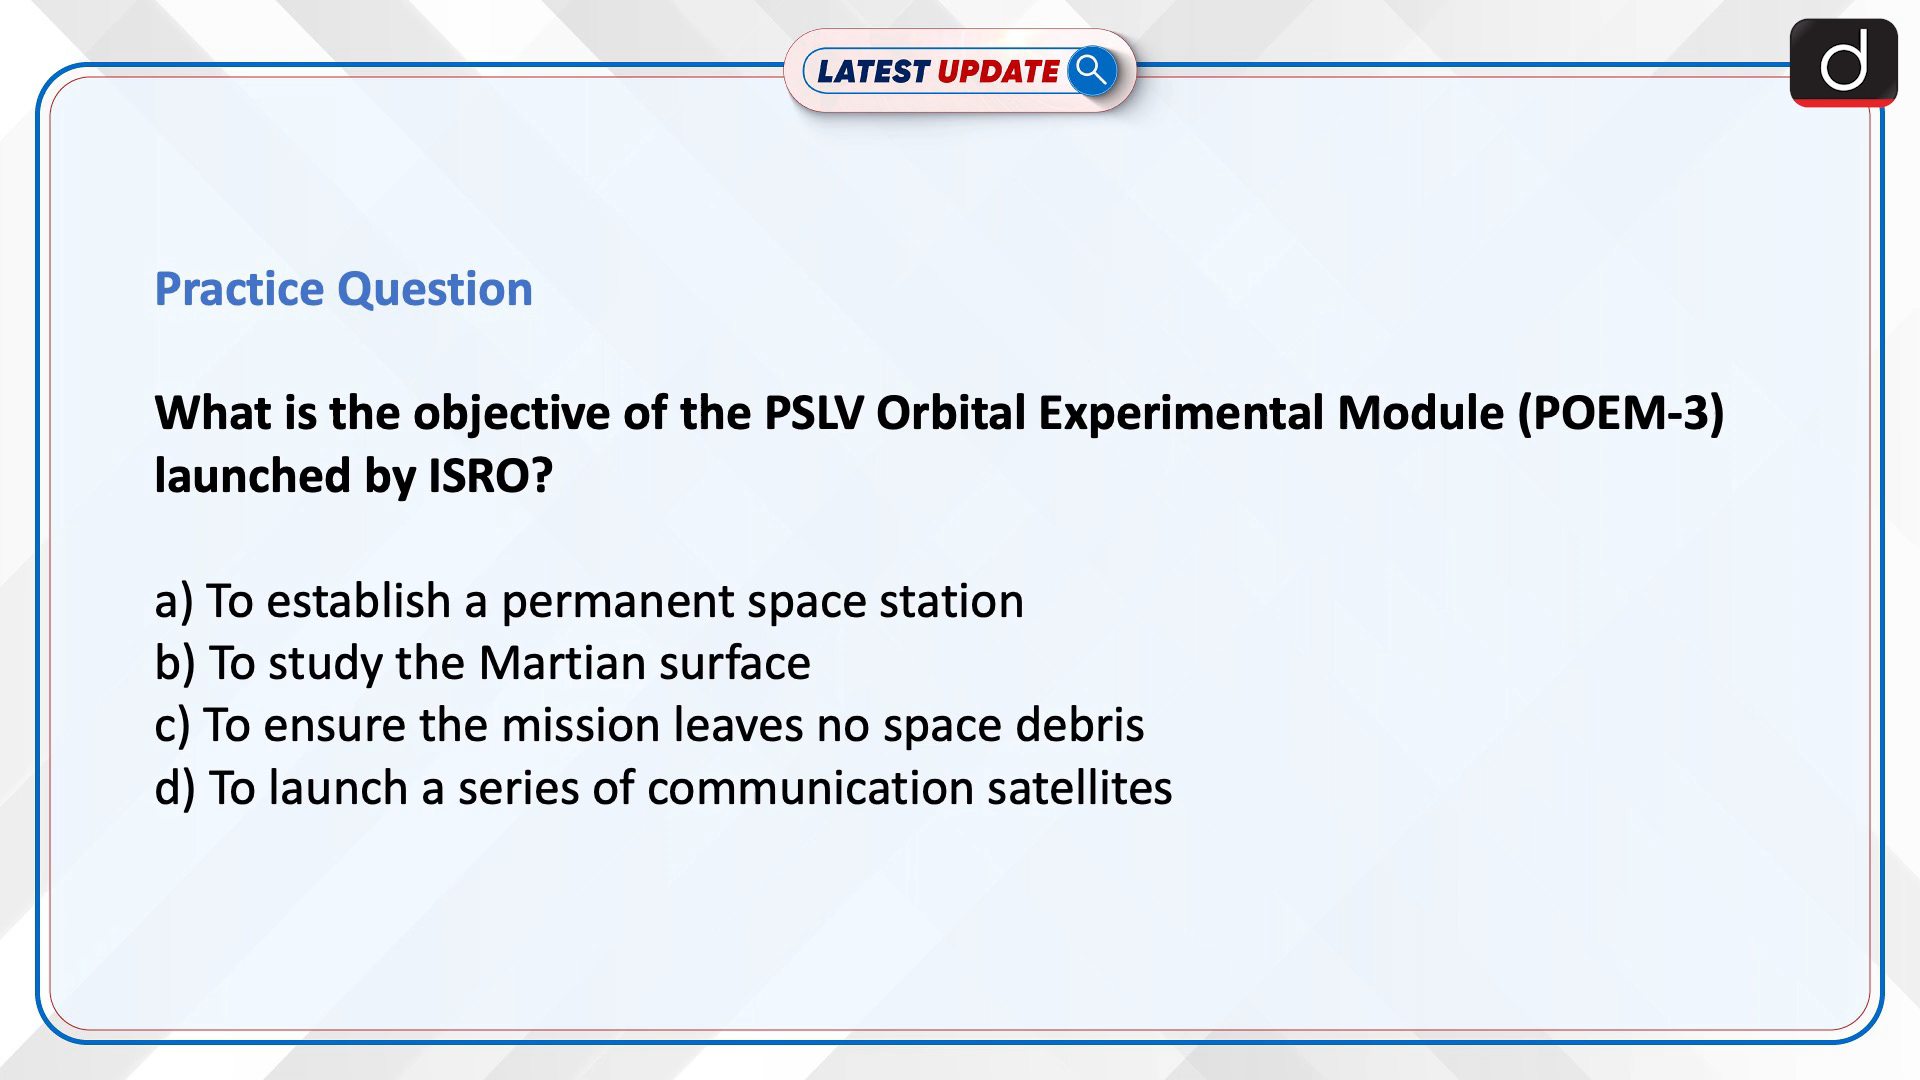 LATEST UPDATE
d
Practice Question
What is the objective of the PSLV Orbital Experimental Module (POEM-3)
launched by ISRO?
a) To establish a permanent space station
b) To study the Martian surface
c) To ensure the mission leaves no space debris
d) To launch a series of communication satellites